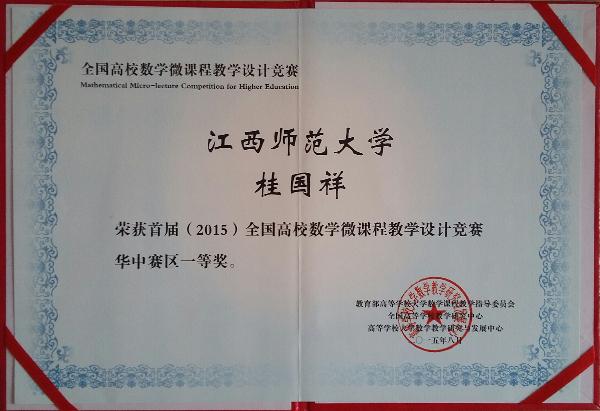 全国高校数学微课程教学设计竞赛
Mathematical Micro-lecture Competition for Higher Education
江西师范大学
桂国祥
荣获首届（2015）全国高校数学微课程教学设计竞赛
华中赛区一等奖。
教育部高等学校大学数学课程教学指导委员会
全国高等学校教学研究中心
高等学校大学数学教学研究与发展中心
二〇一五年八月